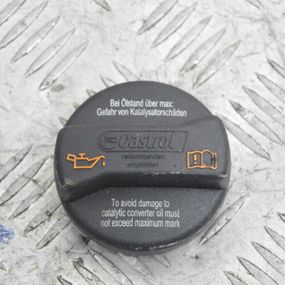 Bei Ölstand über max:
Gefahr von Katalysatorschäden
Castrol
recommended
empfohlen
To avoid damage to
catalytic converter oil must
not exceed maximum mark